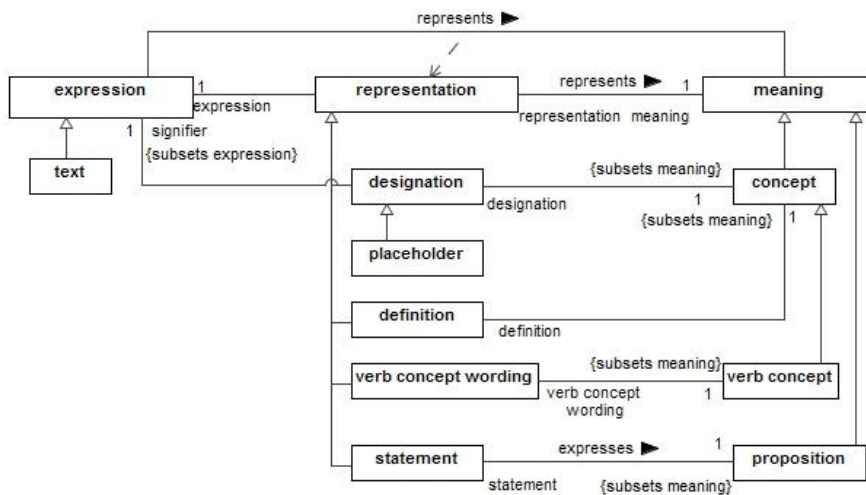 represents ►
expression
1
expression
representation
represents ►
1
representation meaning
meaning
1
signifier
{subsets expression}
text
designation
designation
{subsets meaning}
1
concept
{subsets meaning}
1
placeholder
definition
definition
verb concept wording
verb concept
wording
{subsets meaning}
1
verb concept
statement
statement
expresses ►
1
{subsets meaning}
proposition